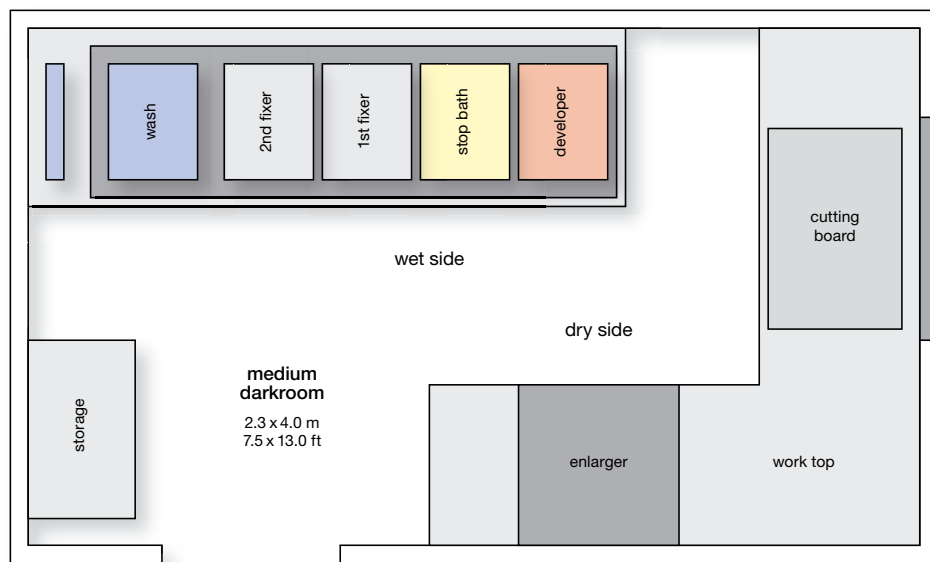 wash
2nd fixer
1st fixer
stop bath
developer
cutting
board
wet side
dry side
medium
darkroom
2.3 x 4.0 m
7.5 x 13.0 ft
storage
enlarger
work top